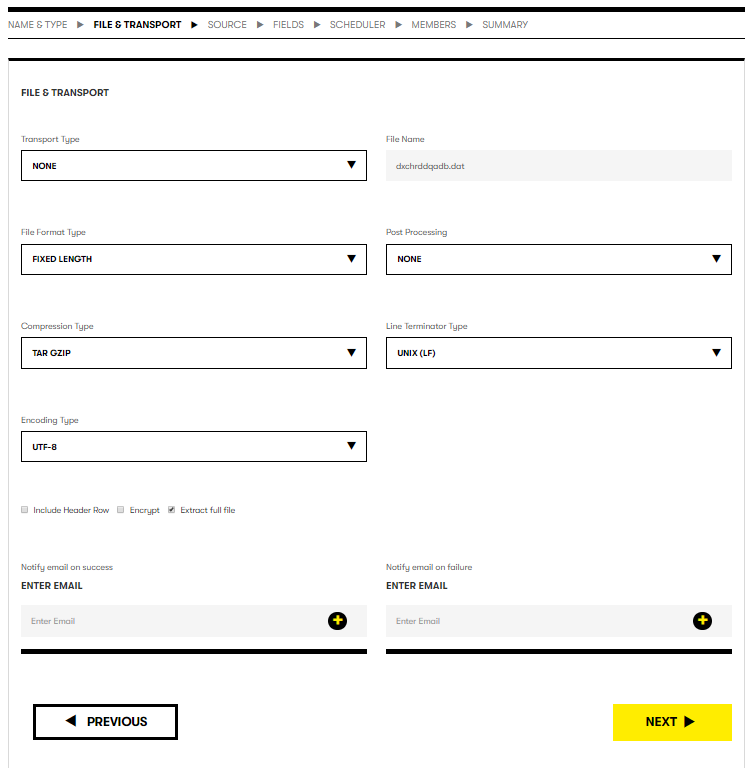 NAME & TYPE FILE & TRANSPORT SOURCE FIELDS SCHEDULER MEMBERS SUMMARY
FILE & TRANSPORT
Transport Type File Name
NONE dxchrddqadb.dat
File Format Type Post Processing
FIXED LENGTH NONE
Compression Type Line Terminator Type
TAR GZIP UNIX (LF)
Encoding Type
UTF-8
Include Header Row Encrypt Extract full file
Notify email on success Notify email on failure
ENTER EMAIL ENTER EMAIL
Enter Email Enter Email
PREVIOUS NEXT